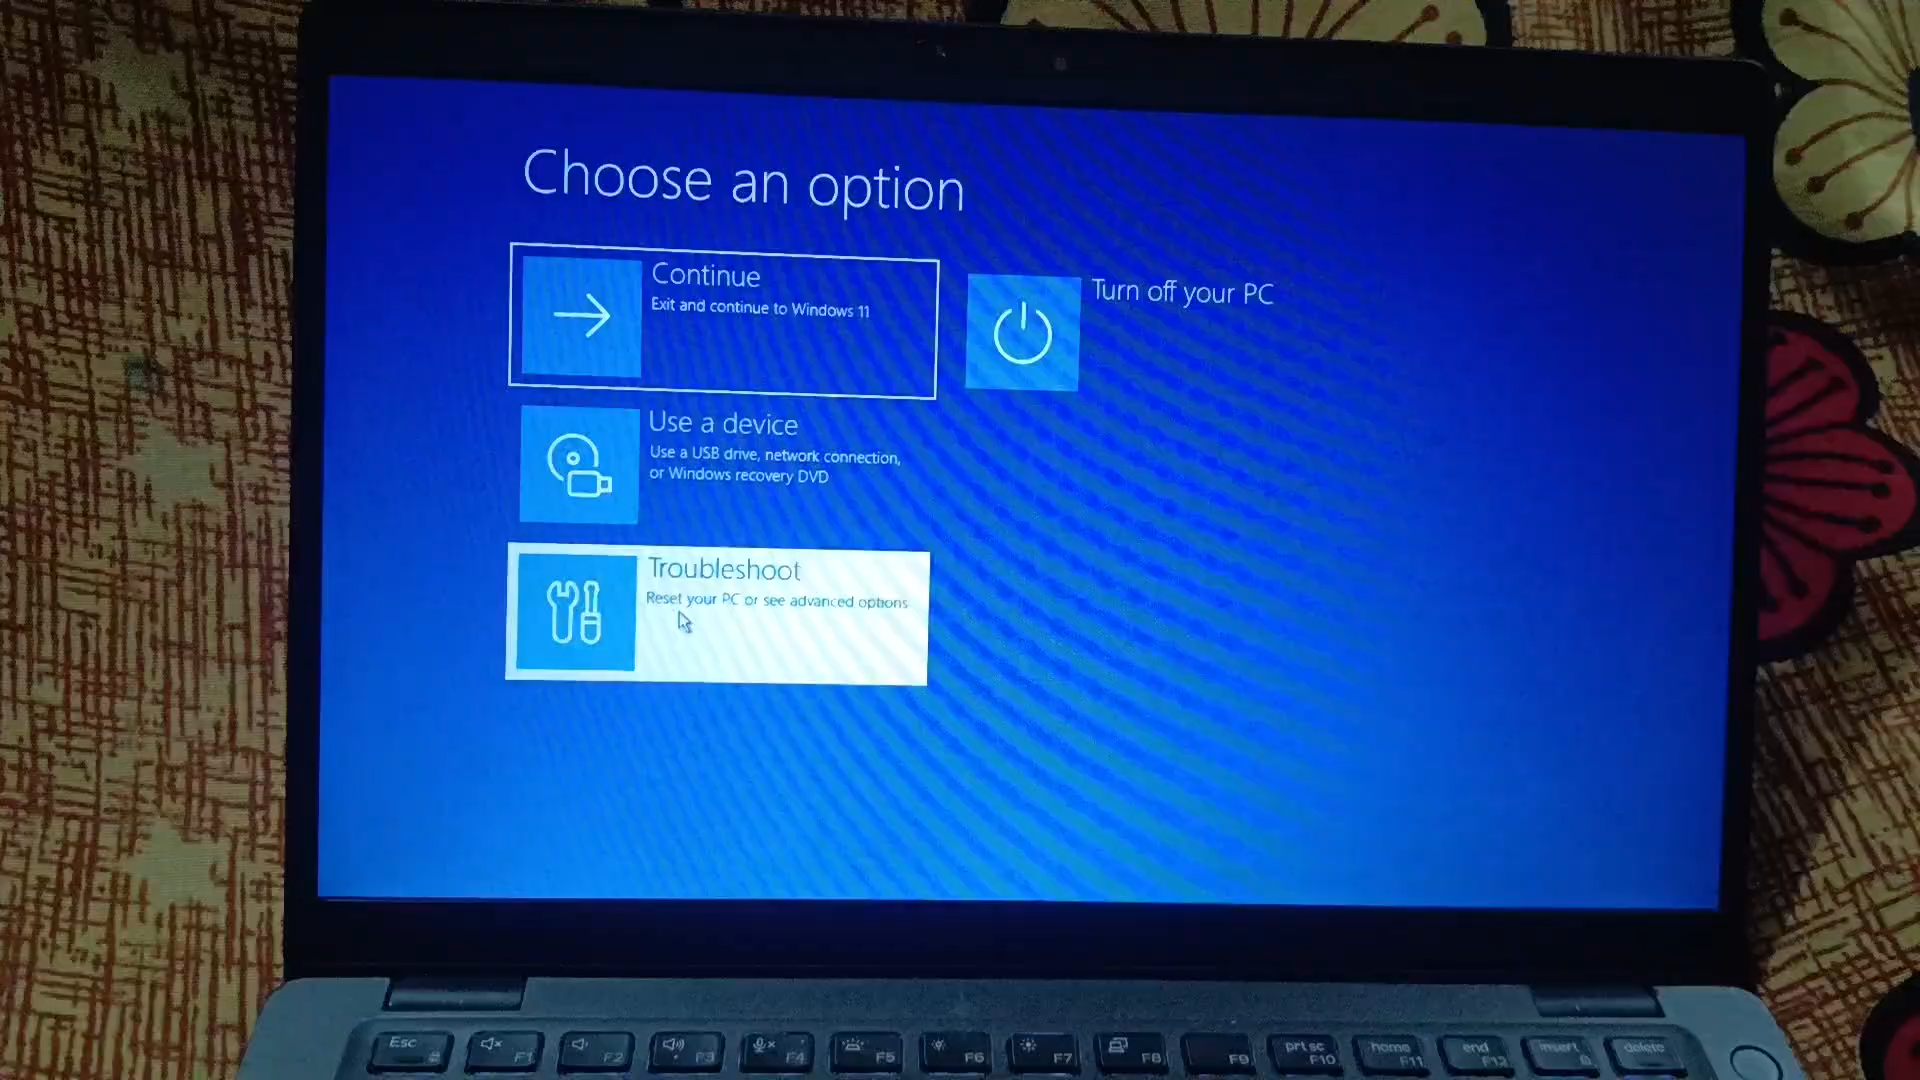 Choose an option
Continue
Exit and continue to Windows 11
Turn off your PC
Use a device
Use a USB drive, network connection,
or Windows recovery DVD
Troubleshoot
Reset your PC or see advanced options
Esc
F1
F2
F3
F4
F5
F6
F7
F8
F9
prt sc
F10
home
F11
end
F12
insert
delete